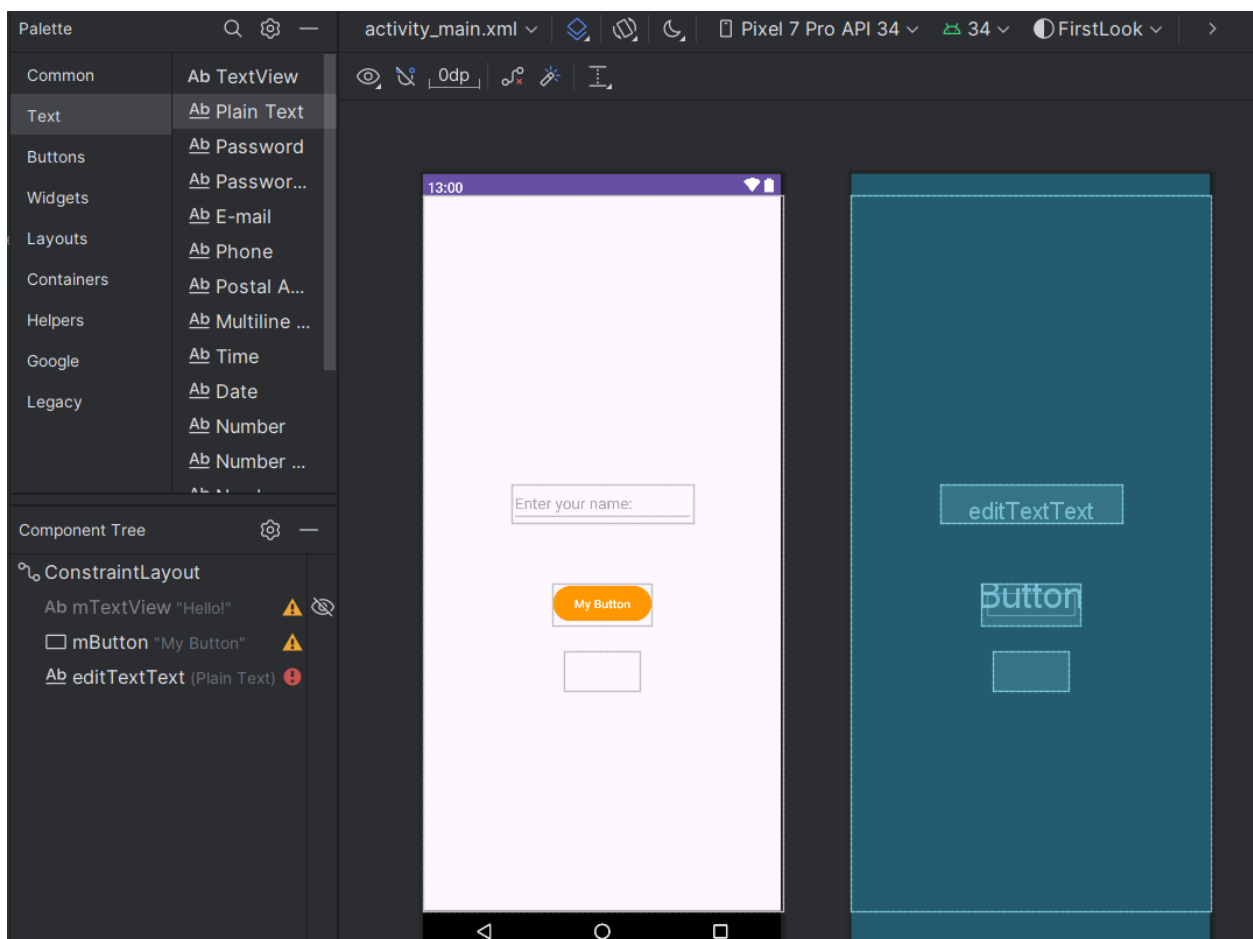 Palette
activity_main.xml
Pixel 7 Pro API 34
34
FirstLook
Common
Text
Buttons
Widgets
Layouts
Containers
Helpers
Google
Legacy
Ab TextView
Ab Plain Text
Ab Password
Ab Passwor...
Ab E-mail
Ab Phone
Ab Postal A...
Ab Multiline ...
Ab Time
Ab Date
Ab Number
Ab Number ...
0dp
Component Tree
ConstraintLayout
Ab mTextView "Hello!"
mButton "My Button"
Ab editTextText (Plain Text)
13:00
Enter your name:
My Button
editTextText
Button